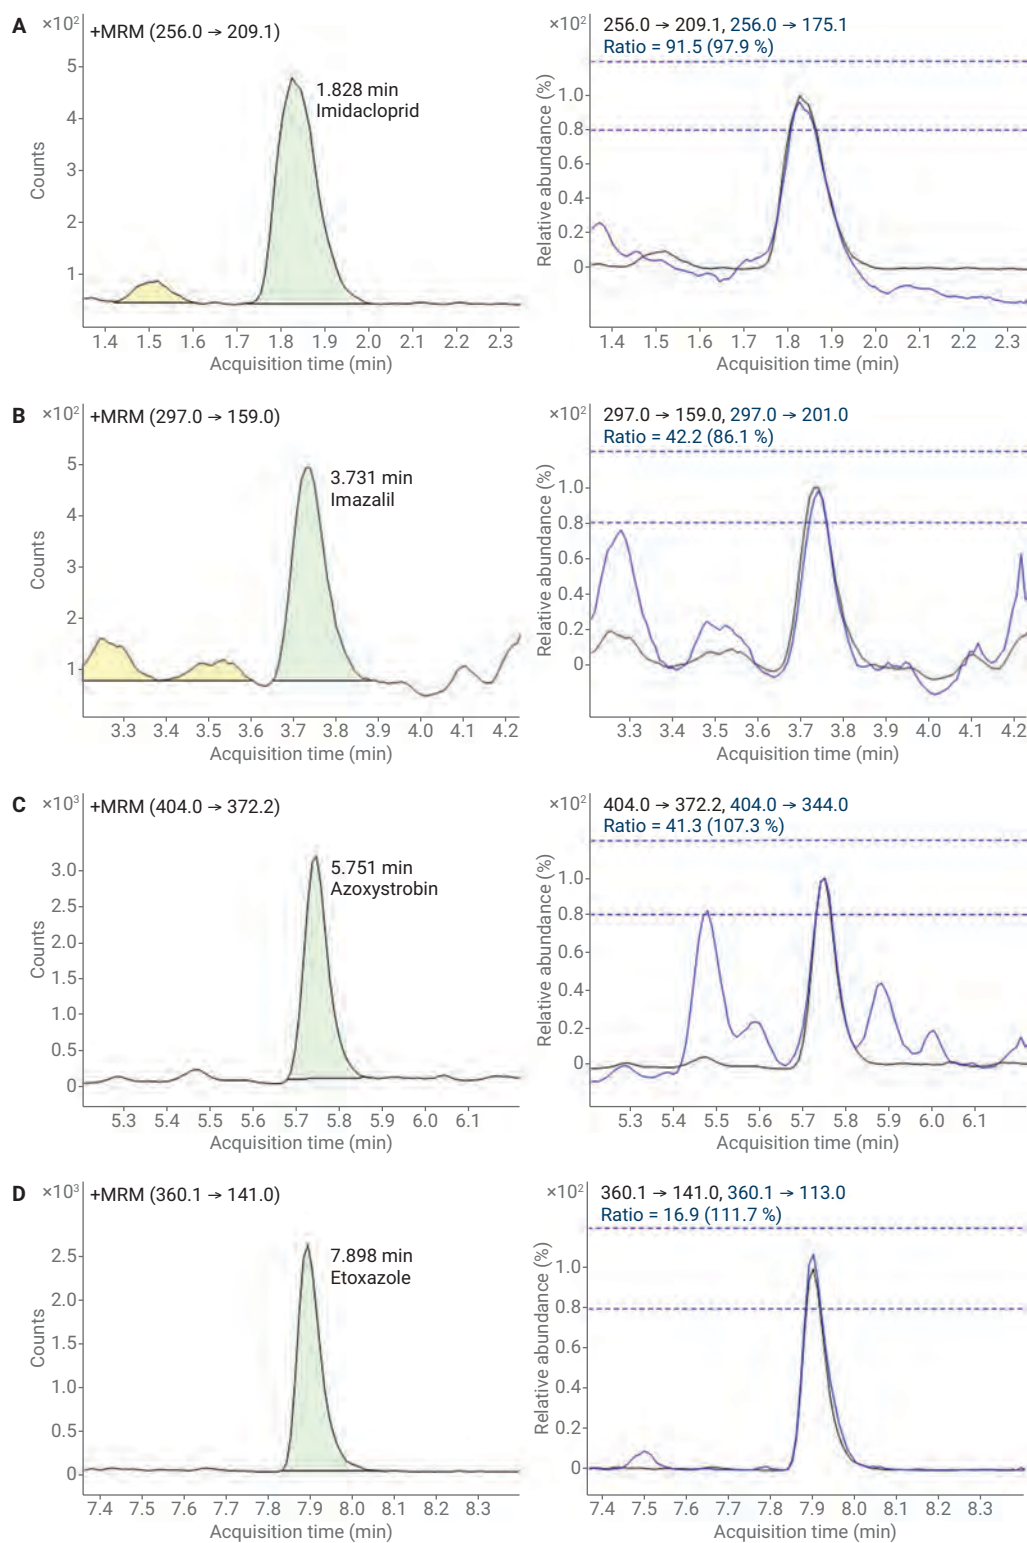 A
×10²
+MRM (256.0 → 209.1)
5
4
3
2
1
Counts
1.828 min
Imidacloprid
1.4 1.5 1.6 1.7 1.8 1.9 2.0 2.1 2.2 2.3
Acquisition time (min)
×10²
256.0 → 209.1, 256.0 → 175.1
Ratio = 91.5 (97.9 %)
1.0
0.8
0.6
0.4
0.2
0
Relative abundance (%)
1.4 1.5 1.6 1.7 1.8 1.9 2.0 2.1 2.2 2.3
Acquisition time (min)
B
×10²
+MRM (297.0 → 159.0)
5
4
3
2
1
Counts
3.731 min
Imazalil
3.3 3.4 3.5 3.6 3.7 3.8 3.9 4.0 4.1 4.2
Acquisition time (min)
×10²
297.0 → 159.0, 297.0 → 201.0
Ratio = 42.2 (86.1 %)
1.0
0.8
0.6
0.4
0.2
0
Relative abundance (%)
3.3 3.4 3.5 3.6 3.7 3.8 3.9 4.0 4.1 4.2
Acquisition time (min)
C
×10³
+MRM (404.0 → 372.2)
3.0
2.5
2.0
1.5
1.0
0.5
0
Counts
5.751 min
Azoxystrobin
5.3 5.4 5.5 5.6 5.7 5.8 5.9 6.0 6.1
Acquisition time (min)
×10²
404.0 → 372.2, 404.0 → 344.0
Ratio = 41.3 (107.3 %)
1.0
0.8
0.6
0.4
0.2
0
Relative abundance (%)
5.3 5.4 5.5 5.6 5.7 5.8 5.9 6.0 6.1
Acquisition time (min)
D
×10³
+MRM (360.1 → 141.0)
2.5
2.0
1.5
1.0
0.5
0
Counts
7.898 min
Etoxazole
7.4 7.5 7.6 7.7 7.8 7.9 8.0 8.1 8.2 8.3
Acquisition time (min)
×10²
360.1 → 141.0, 360.1 → 113.0
Ratio = 16.9 (111.7 %)
1.0
0.8
0.6
0.4
0.2
0
Relative abundance (%)
7.4 7.5 7.6 7.7 7.8 7.9 8.0 8.1 8.2 8.3
Acquisition time (min)